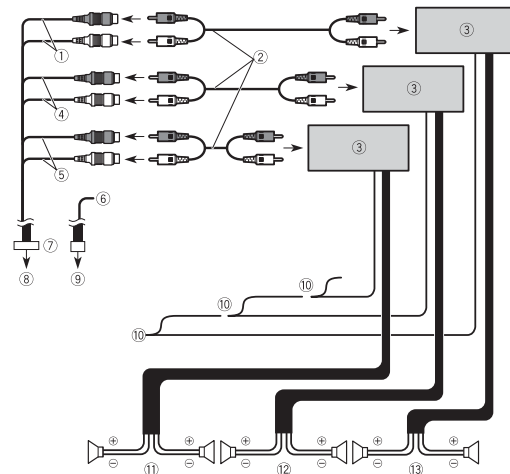 ③
① ②
③
④
③
⑤
⑥
⑦
⑧ ⑨ ⑩
⑩
⑩
⊕ ⊕ ⊕ ⊕ ⊕ ⊕
⊖ ⊖ ⊖ ⊖ ⊖ ⊖
⑪ ⑫ ⑬